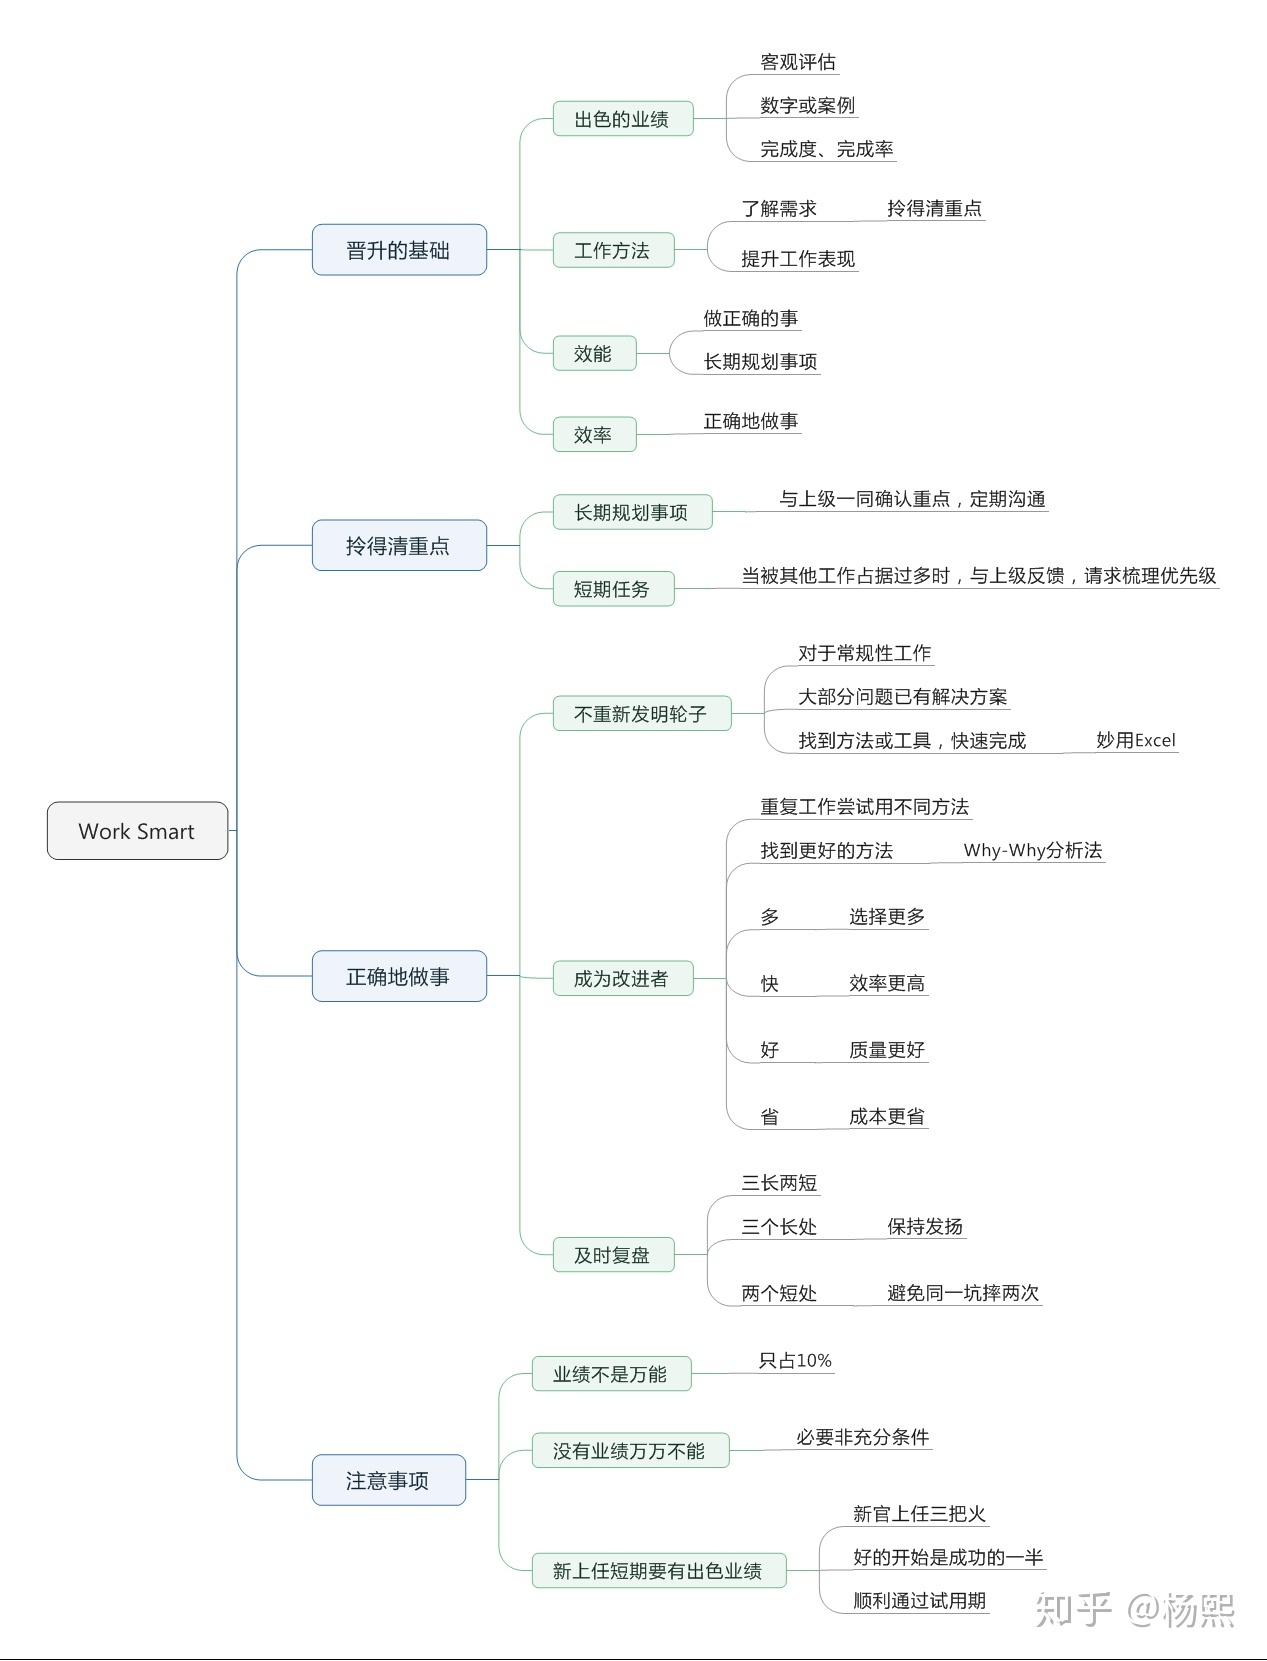 Work Smart
晋升的基础
出色的业绩
客观评估
数字或案例
完成度、完成率
工作方法
了解需求
拎得清重点
提升工作表现
效能
做正确的事
长期规划事项
效率
正确地做事
拎得清重点
长期规划事项
与上级一同确认重点，定期沟通
短期任务
当被其他工作占据过多时，与上级反馈，请求梳理优先级
正确地做事
不重新发明轮子
对于常规性工作
大部分问题已有解决方案
找到方法或工具，快速完成
妙用Excel
成为改进者
重复工作尝试用不同方法
找到更好的方法
Why-Why分析法
多
选择更多
快
效率更高
好
质量更好
省
成本更省
及时复盘
三长两短
三个长处
保持发扬
两个短处
避免同一坑摔两次
注意事项
业绩不是万能
只占10%
没有业绩万万不能
必要非充分条件
新上任短期要有出色业绩
新官上任三把火
好的开始是成功的一半
顺利通过试用期
知乎 @杨熙